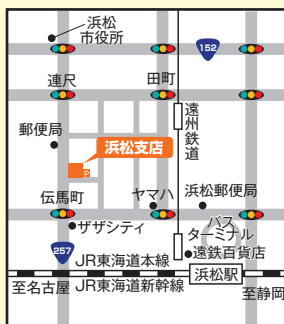 浜松
市役所
152
連尺
田町
遠州鉄道
郵便局
浜松支店
P
伝馬町
ヤマハ
浜松郵便局
ザザシティ
バス
ターミナル
遠鉄百貨店
257
JR東海道本線
浜松駅
至名古屋
JR東海道新幹線
至静岡